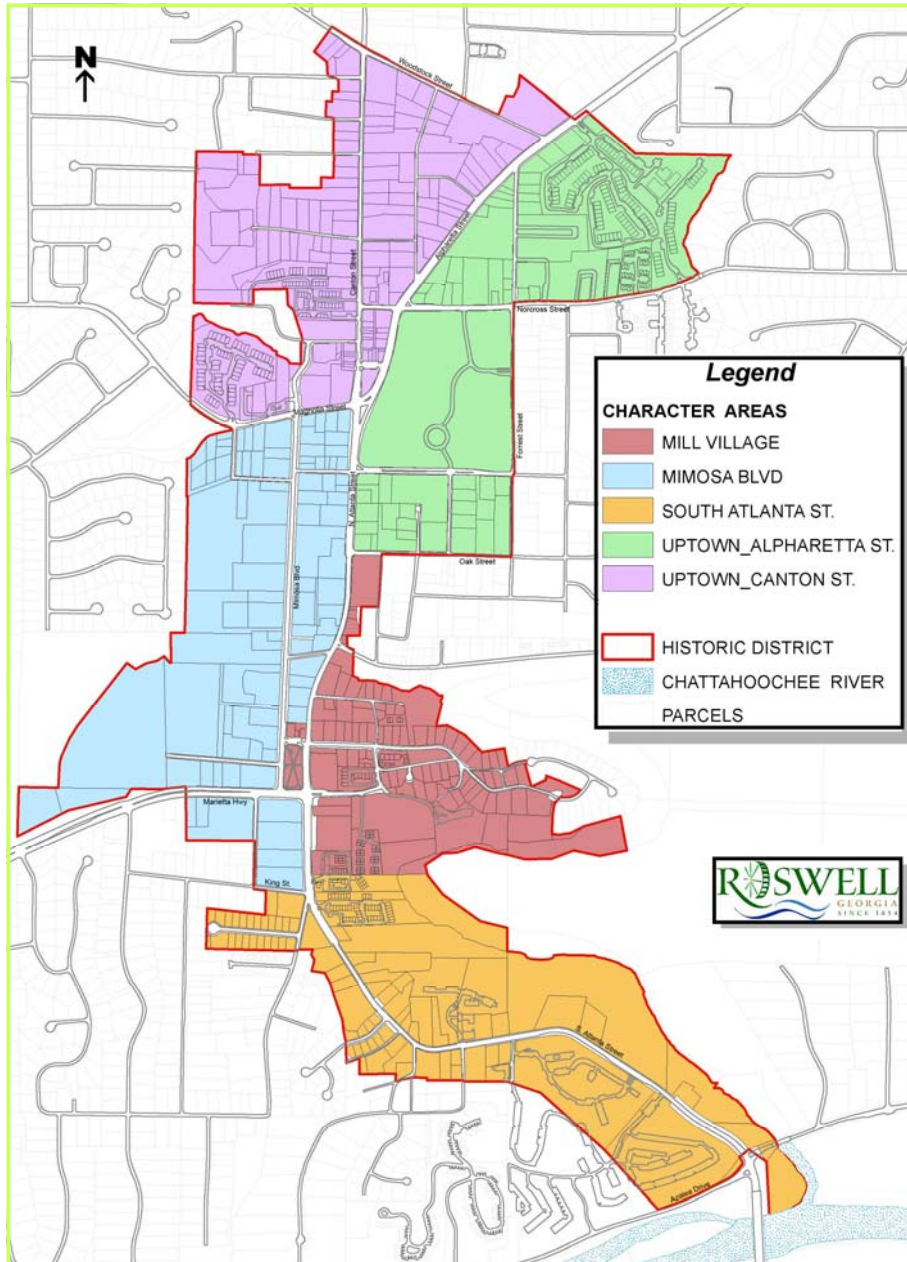 N
Woodstock Street
Alpharetta Street
Canton Street
Norcross Street
Magnolia Street
Forrest Street
N. Atlanta Street
Oak Street
Mimosa Blvd
Marietta Hwy
King St.
S. Atlanta Street
Azalea Drive
Legend
CHARACTER AREAS
MILL VILLAGE
MIMOSA BLVD
SOUTH ATLANTA ST.
UPTOWN_ALPHARETTA ST.
UPTOWN_CANTON ST.
HISTORIC DISTRICT
CHATTAHOOCHEE RIVER
PARCELS
ROSWELL
GEORGIA
SINCE 1854